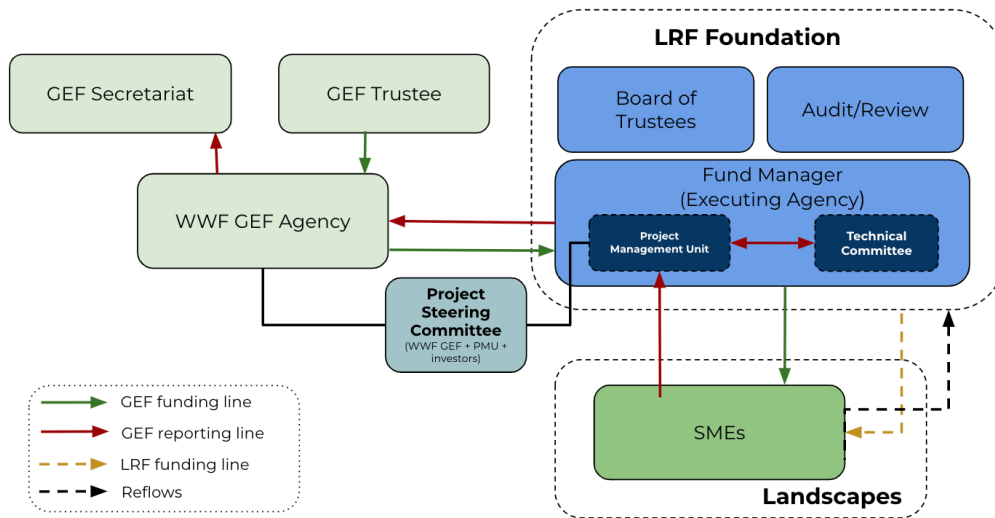 LRF Foundation
GEF Secretariat
GEF Trustee
Board of
Trustees
Audit/Review
WWF GEF Agency
Fund Manager
(Executing Agency)
Project
Management Unit
Technical
Committee
Project
Steering
Committee
(WWF GEF + PMU +
investors)
SMEs
Landscapes
GEF funding line
GEF reporting line
LRF funding line
Reflows